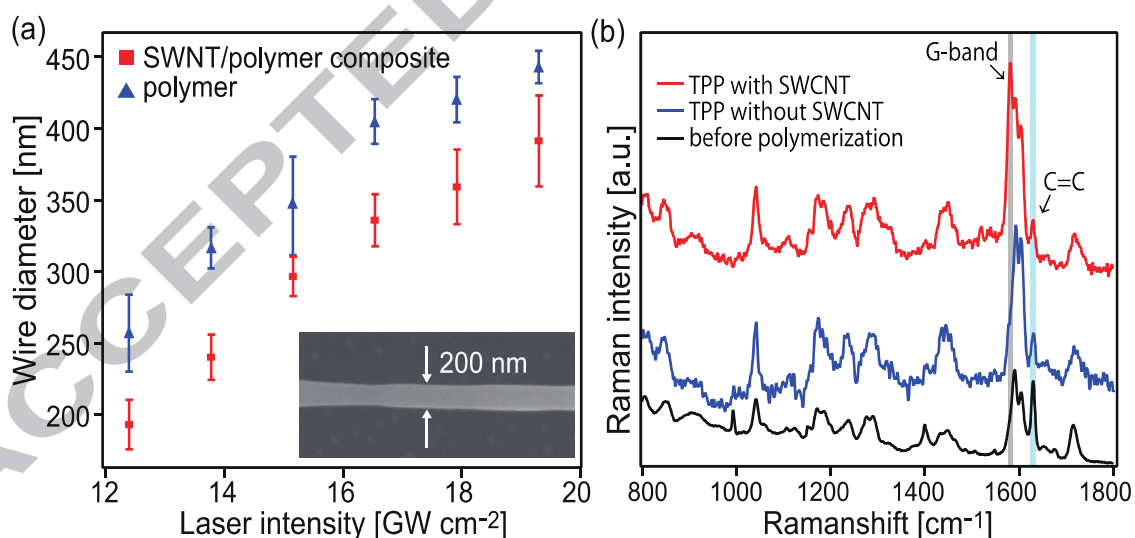 (a)
SWNT/polymer composite
polymer
450
400
350
300
250
200
Wire diameter [nm]
200 nm
12
14
16
18
20
Laser intensity [GW cm-2]
ACCEPTED
(b)
G-band
TPP with SWCNT
TPP without SWCNT
before polymerization
C=C
Raman intensity [a.u.]
800
1000
1200
1400
1600
1800
Ramanshift [cm-1]